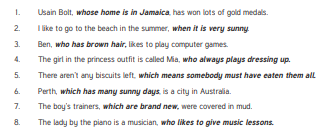 1. Usain Bolt, whose home is in Jamaica, has won lots of gold medals.
2. I like to go to the beach in the summer, when it is very sunny.
3. Ben, who has brown hair, likes to play computer games.
4. The girl in the princess outfit is called Mia, who always plays dressing up.
5. There aren't any biscuits left, which means somebody must have eaten them all.
6. Perth, which has many sunny days, is a city in Australia.
7. The boy's trainers, which are brand new, were covered in mud.
8. The lady by the piano is a musician, who likes to give music lessons.